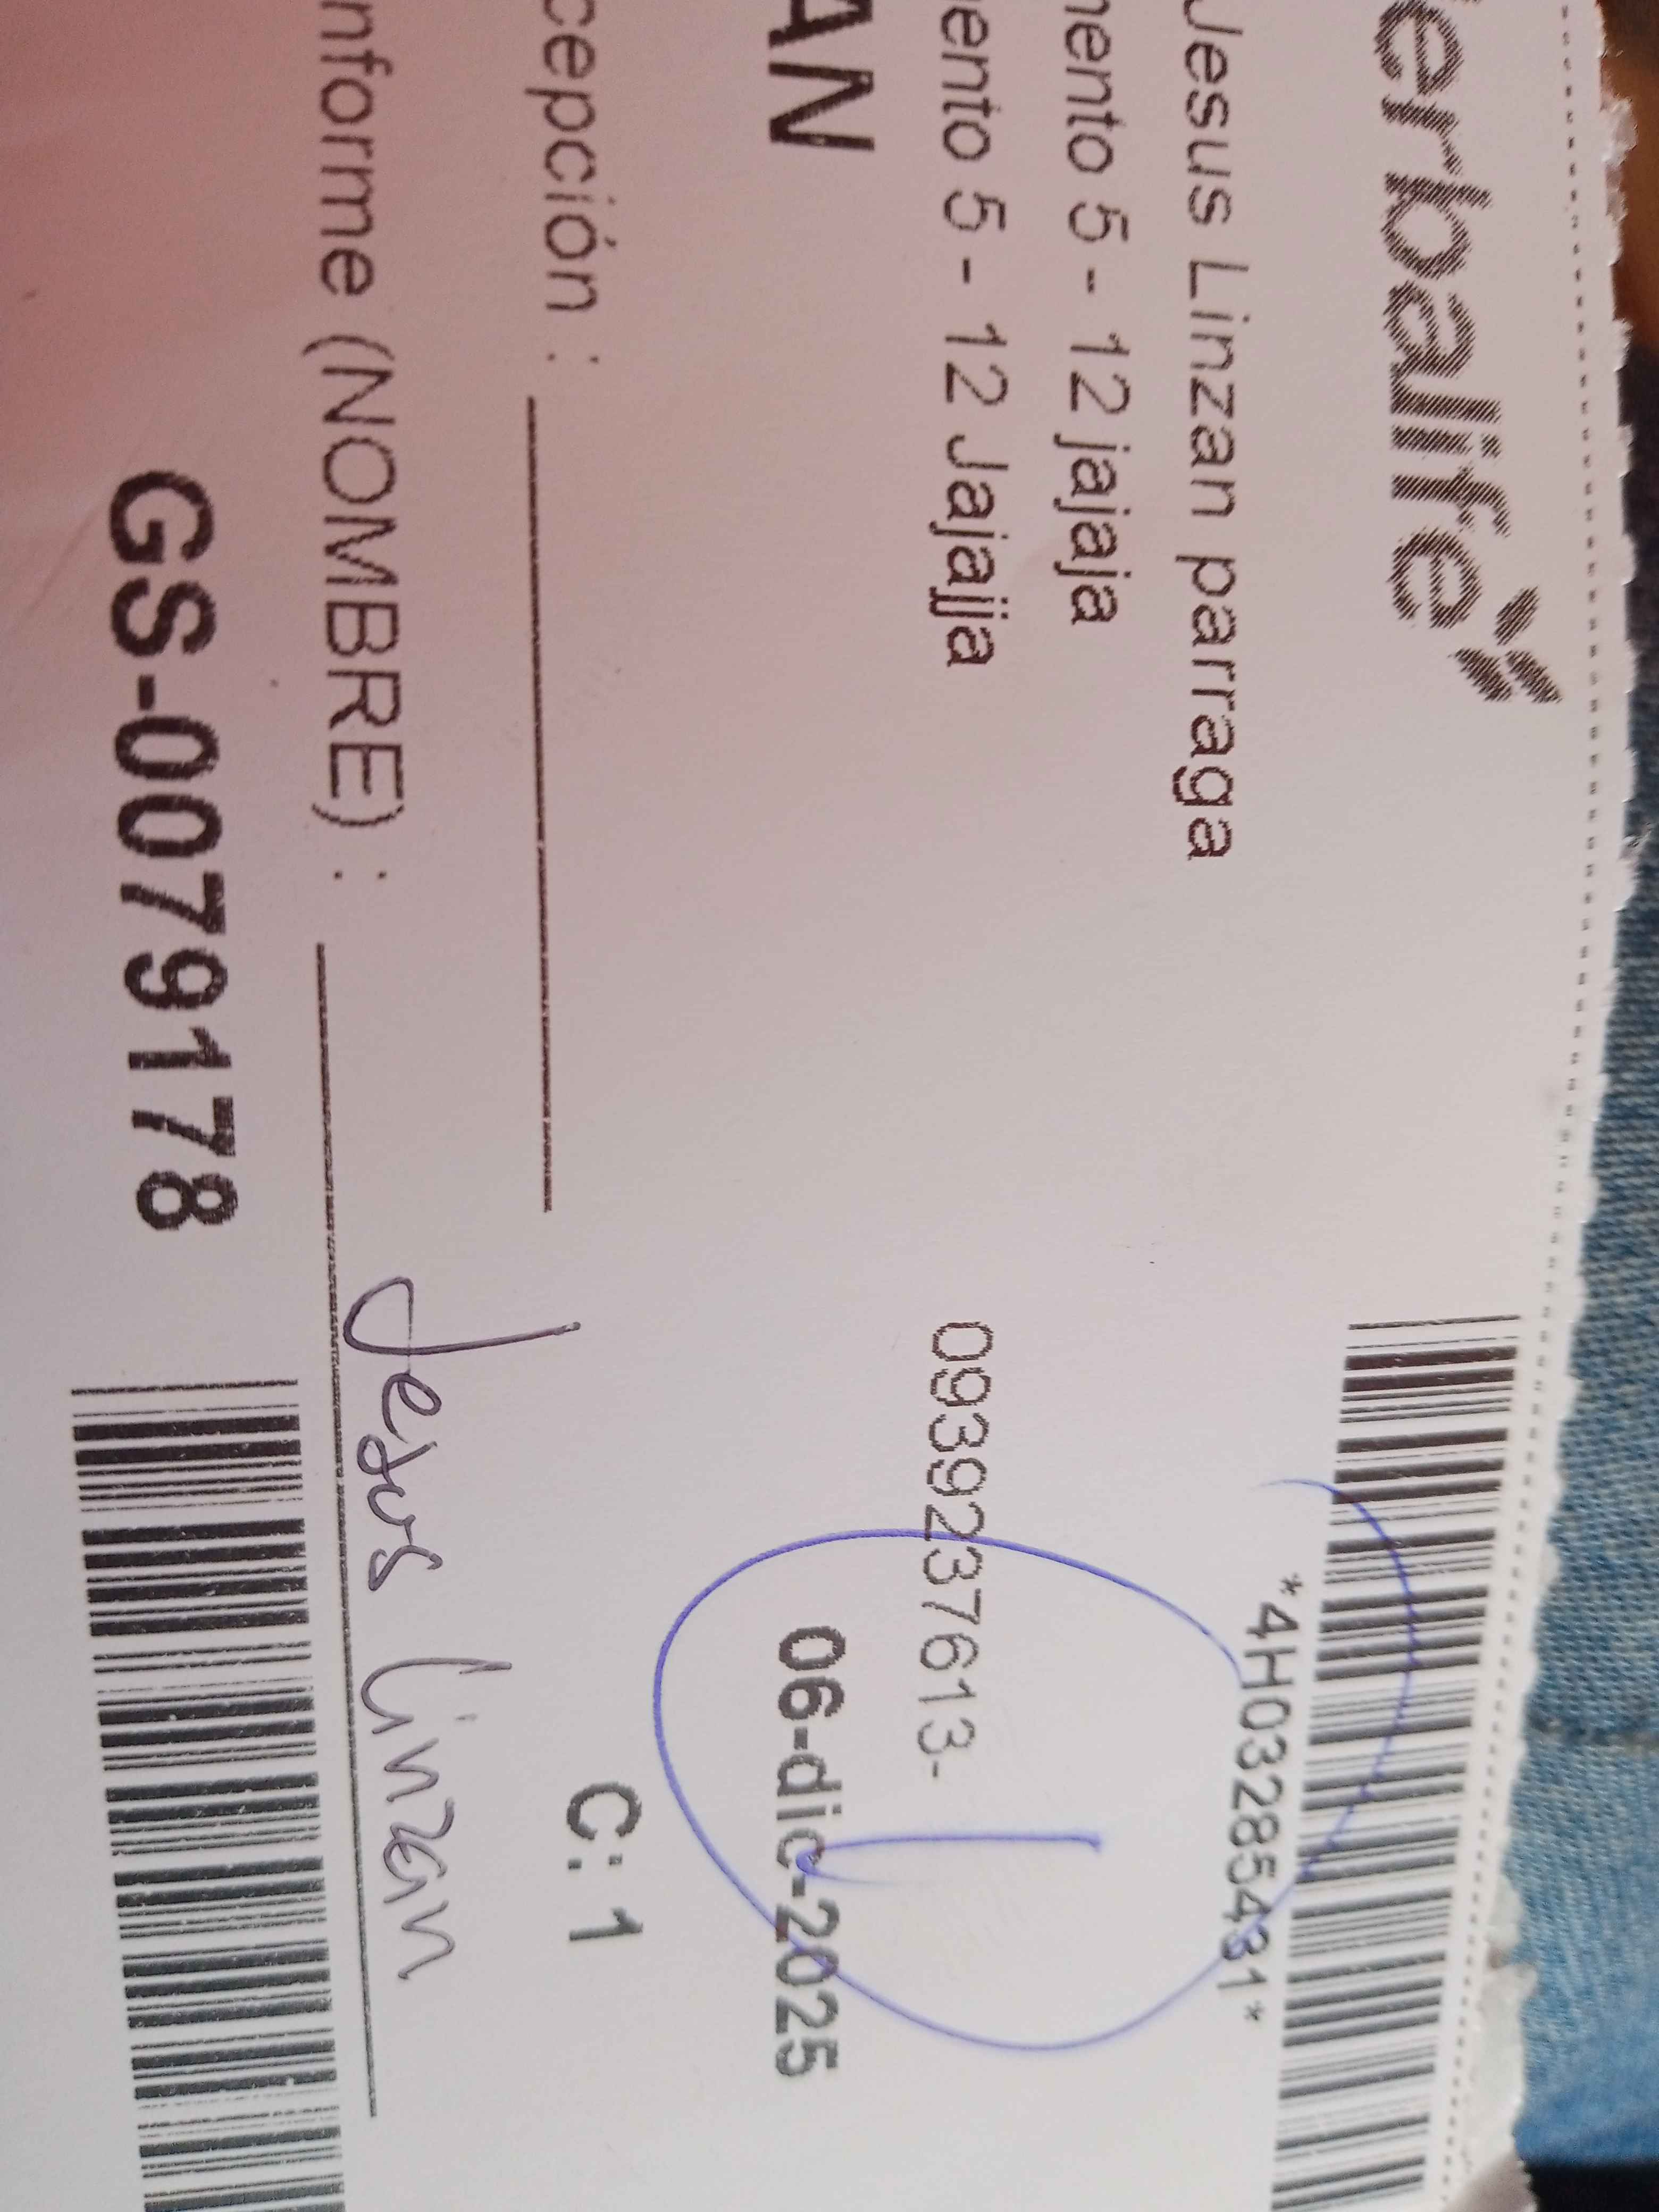 erbalife
*4H03285431*
Jesus Linzan parraga
ento 5 - 12 jajaja
ento 5 - 12 Jajajja
0939237613-
AN
06-dic-2025
cepción :
C: 1
nforme (NOMBRE) :
Jesus Linzan
GS-0079178